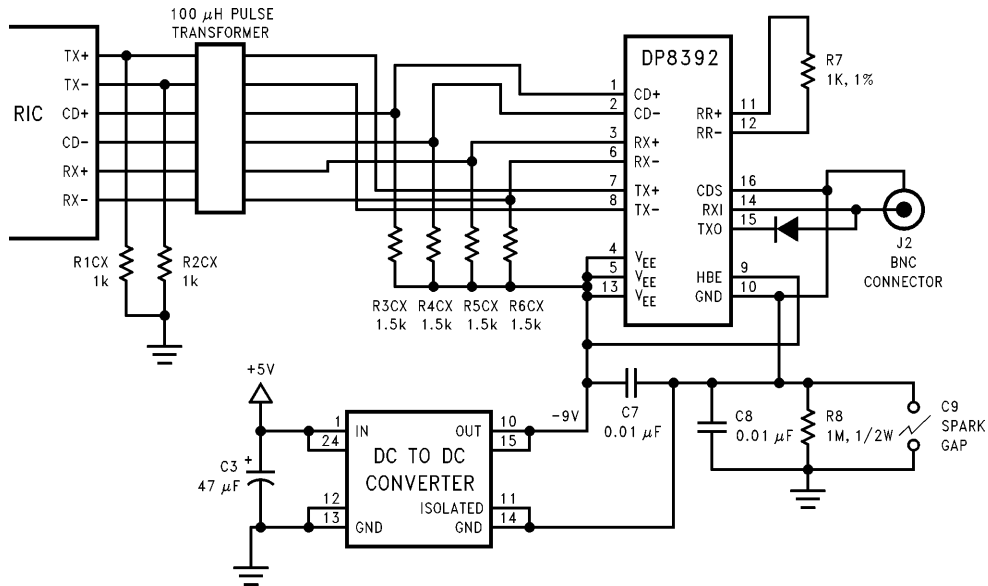 100 μH PULSE
TRANSFORMER
RIC
TX+
TX-
CD+
CD-
RX+
RX-
R1CX
1k
R2CX
1k
R3CX
1.5k
R4CX
1.5k
R5CX
1.5k
R6CX
1.5k
DP8392
1
CD+
2
CD-
3
RX+
6
RX-
7
TX+
8
TX-
4
VEE
5
VEE
13
VEE
11
RR+
12
RR-
16
CDS
14
RXI
15
TXO
9
HBE
10
GND
R7
1K, 1%
J2
BNC
CONNECTOR
+5V
C3
+
47 μF
1
IN
24
12
13
GND
DC TO DC
CONVERTER
10
OUT
15
11
ISOLATED
14
GND
-9V
C7
0.01 μF
C8
0.01 μF
R8
1M, 1/2W
C9
SPARK
GAP